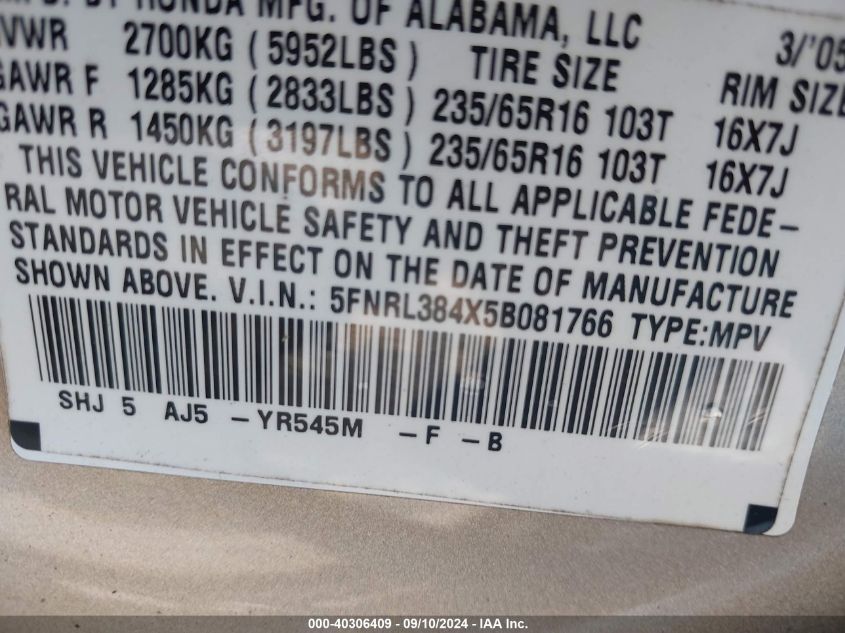 BY HONDA MFG. OF ALABAMA, LLC 3/'05
GVWR 2700KG (5952LBS) TIRE SIZE RIM SIZE
GAWR F 1285KG (2833LBS) 235/65R16 103T 16X7J
GAWR R 1450KG (3197LBS) 235/65R16 103T 16X7J
THIS VEHICLE CONFORMS TO ALL APPLICABLE FEDE-
RAL MOTOR VEHICLE SAFETY AND THEFT PREVENTION
STANDARDS IN EFFECT ON THE DATE OF MANUFACTURE
SHOWN ABOVE. V.I.N.: 5FNRL384X5B081766 TYPE:MPV
SHJ 5 AJ5 -YR545M -F -B
000-40306409 - 09/10/2024 - IAA Inc.